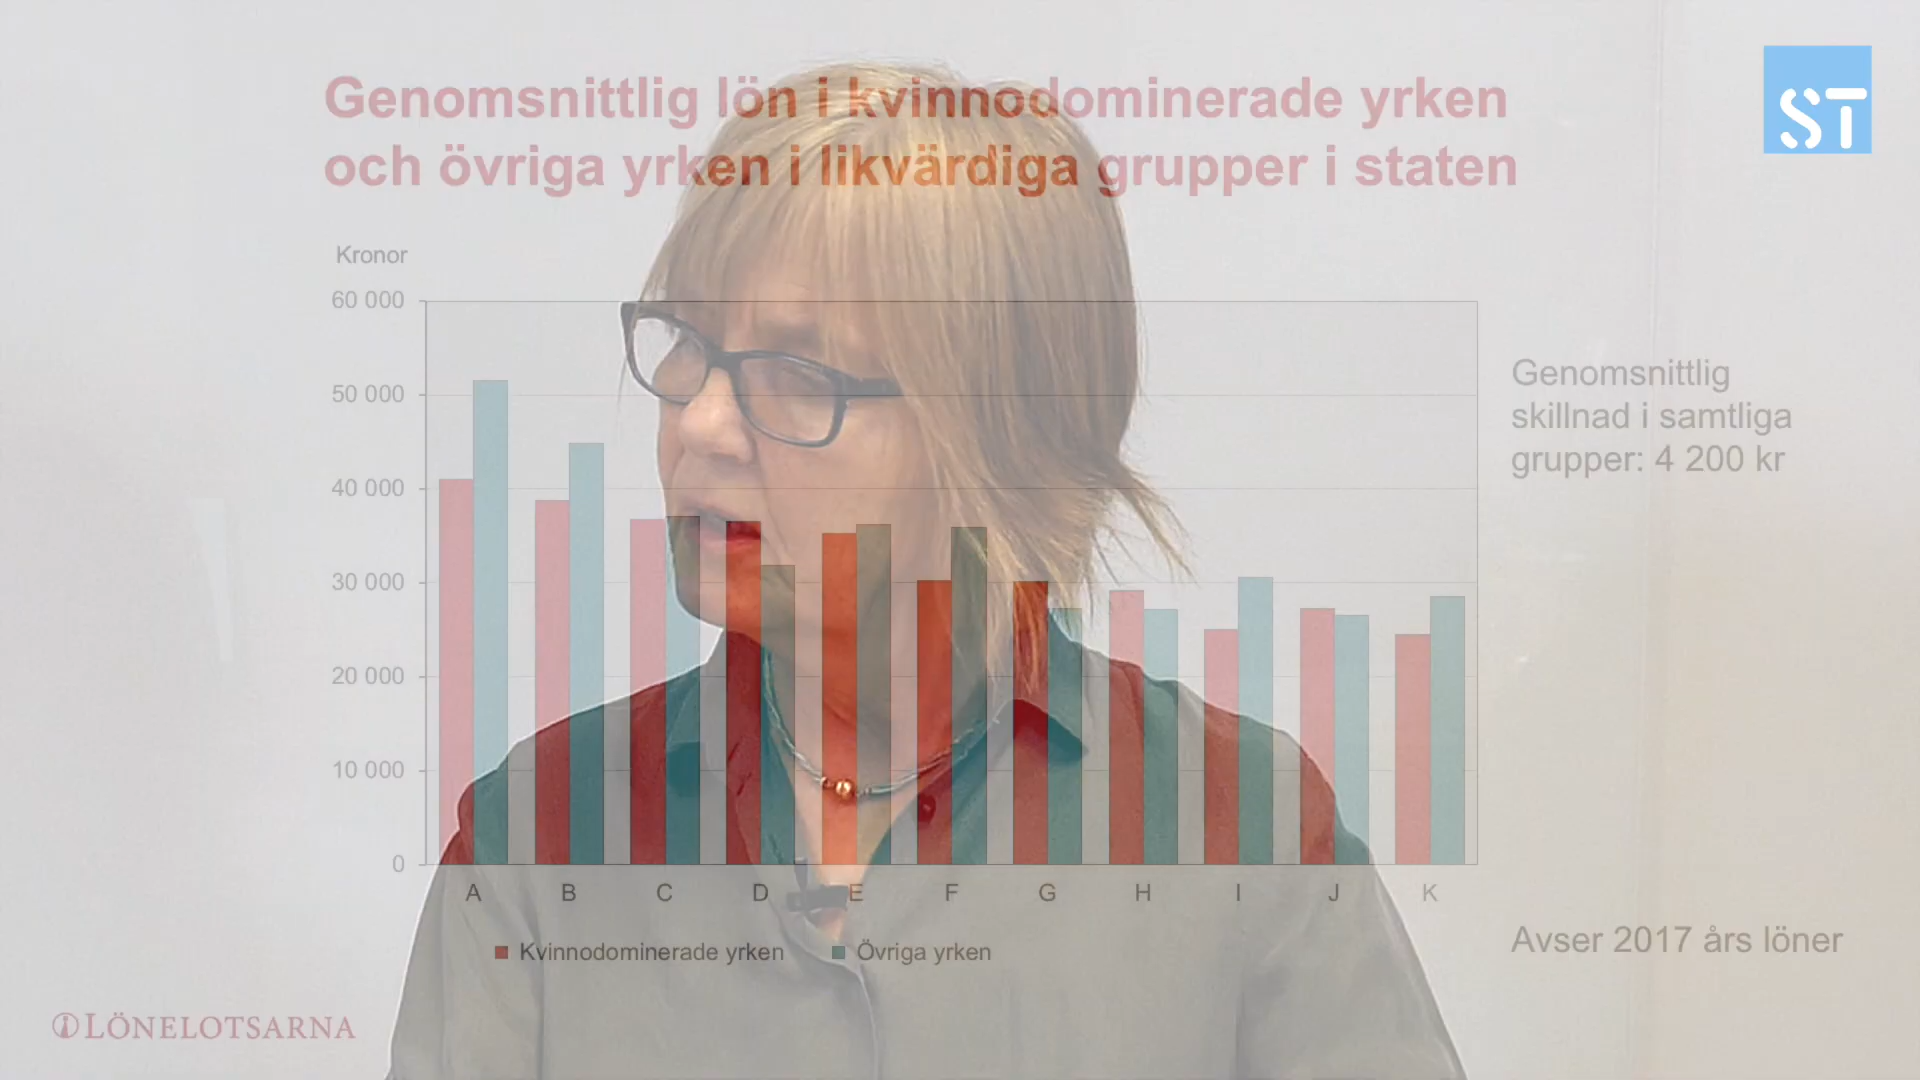 Genomsnittlig lön i kvinnodominerade yrken
och övriga yrken i likvärdiga grupper i staten
ST
Kronor
60 000
50 000
40 000
30 000
20 000
10 000
0
A B C D E F G H I J K
Kvinnodominerade yrken Övriga yrken
Genomsnittlig
skillnad i samtliga
grupper: 4 200 kr
Avser 2017 års löner
LÖNELOTSARNA